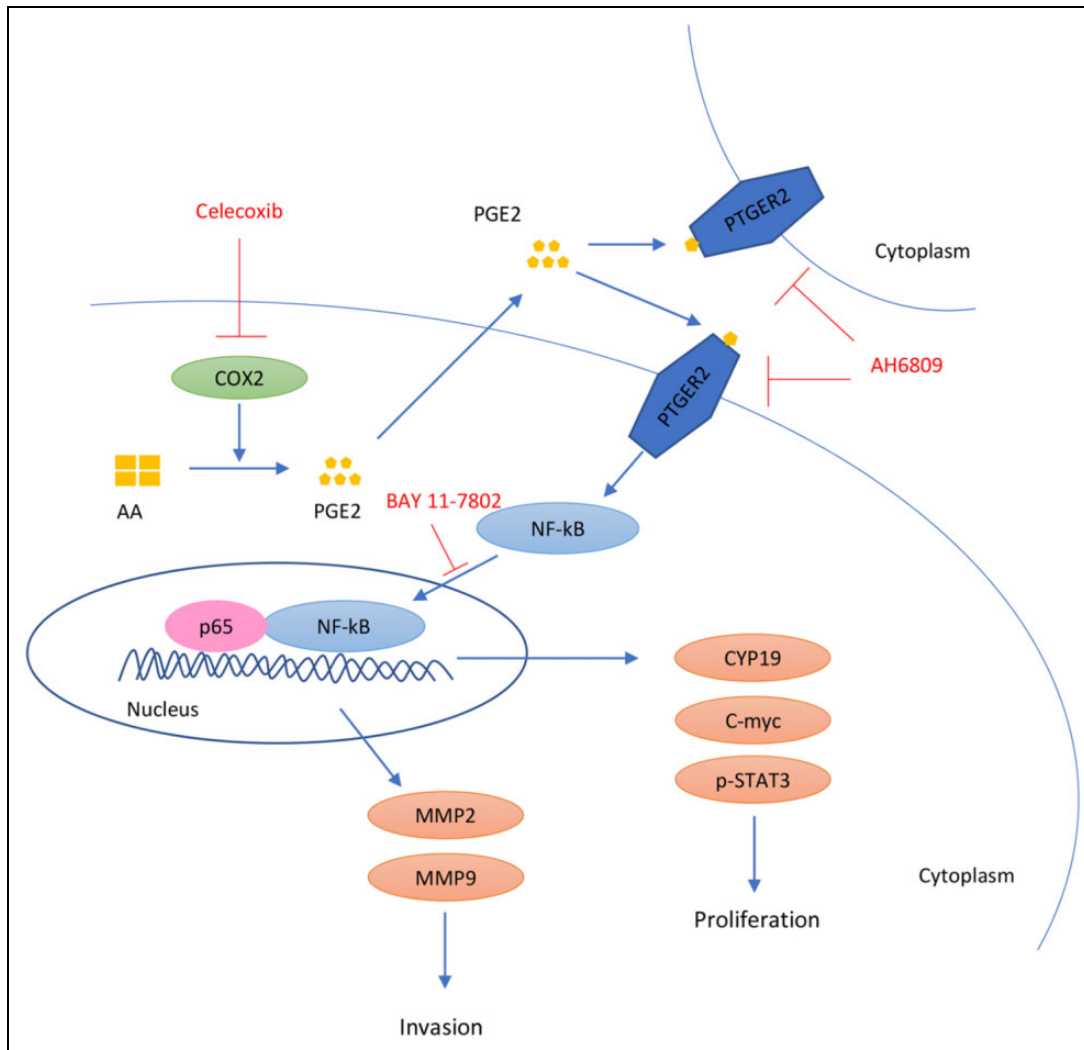 PTGER2
Celecoxib
PGE2
Cytoplasm
COX2
PTGER2
AH6809
AA
PGE2
BAY 11-7802
NF-kB
p65
NF-kB
Nucleus
CYP19
C-myc
p-STAT3
MMP2
MMP9
Cytoplasm
Proliferation
Invasion